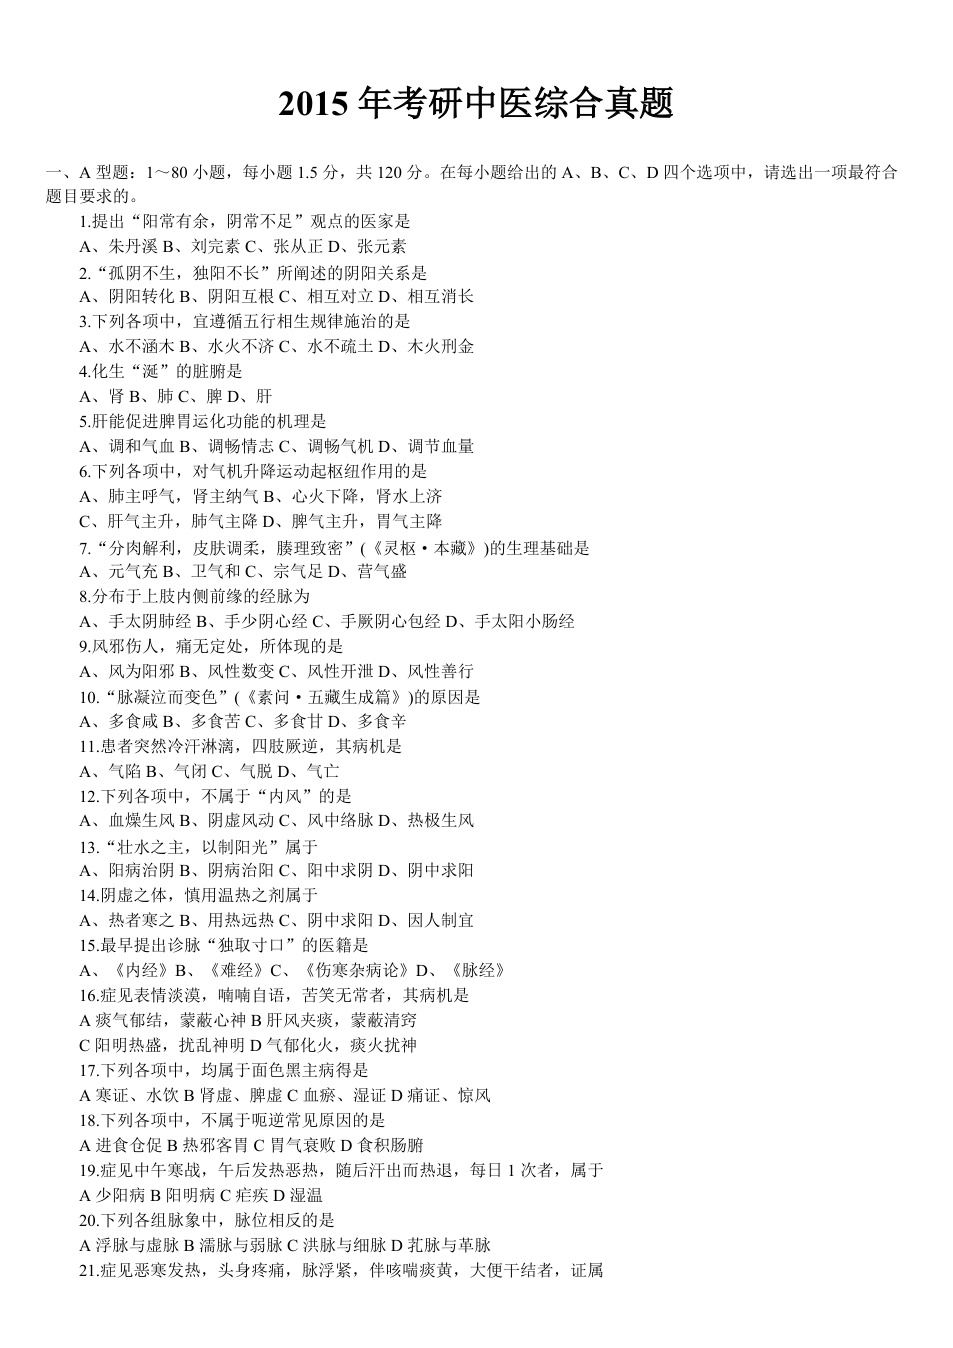 2015 年考研中医综合真题
一、A 型题：1～80 小题，每小题 1.5 分，共 120 分。在每小题给出的 A、B、C、D 四个选项中，请选出一项最符合
题目要求的。
1.提出“阳常有余，阴常不足”观点的医家是
A、朱丹溪 B、刘完素 C、张从正 D、张元素
2.“孤阴不生，独阳不长”所阐述的阴阳关系是
A、阴阳转化 B、阴阳互根 C、相互对立 D、相互消长
3.下列各项中，宜遵循五行相生规律施治的是
A、水不涵木 B、水火不济 C、水不疏土 D、木火刑金
4.化生“涎”的脏腑是
A、肾 B、肺 C、脾 D、肝
5.肝能促进脾胃运化功能的机理是
A、调和气血 B、调畅情志 C、调畅气机 D、调节血量
6.下列各项中，对气机升降运动起枢纽作用的是
A、肺主呼气，肾主纳气 B、心火下降，肾水上济
C、肝气主升，肺气主降 D、脾气主升，胃气主降
7.“分肉解利，皮肤调柔，腠理致密”(《灵枢·本藏》)的生理基础是
A、元气充 B、卫气和 C、宗气足 D、营气盛
8.分布于上肢内侧前缘的经脉为
A、手太阴肺经 B、手少阴心经 C、手厥阴心包经 D、手太阳小肠经
9.风邪伤人，痛无定处，所体现的是
A、风为阳邪 B、风性数变 C、风性开泄 D、风性善行
10.“脉凝泣而变色”(《素问·五藏生成篇》)的原因是
A、多食咸 B、多食苦 C、多食甘 D、多食辛
11.患者突然冷汗淋漓，四肢厥逆，其病机是
A、气陷 B、气闭 C、气脱 D、气亡
12.下列各项中，不属于“内风”的是
A、血燥生风 B、阴虚风动 C、风中络脉 D、热极生风
13.“壮水之主，以制阳光”属于
A、阳病治阴 B、阴病治阳 C、阳中求阴 D、阴中求阳
14.阴虚之体，慎用温热之剂属于
A、热者寒之 B、用热远热 C、阴中求阳 D、因人制宜
15.最早提出诊脉“独取寸口”的医籍是
A、《内经》B、《难经》C、《伤寒杂病论》D、《脉经》
16.症见表情淡漠，喃喃自语，苦笑无常者，其病机是
A 痰气郁结，蒙蔽心神 B 肝风夹痰，蒙蔽清窍
C 阳明热盛，扰乱神明 D 气郁化火，痰火扰神
17.下列各项中，均属于面色黑主病得是
A 寒证、水饮 B 肾虚、脾虚 C 血瘀、湿证 D 痛证、惊风
18.下列各项中，不属于呃逆常见原因的是
A 进食仓促 B 热邪客胃 C 胃气衰败 D 食积肠腑
19.症见中午寒战，午后发热恶热，随后汗出而热退，每日 1 次者，属于
A 少阳病 B 阳明病 C 疟疾 D 湿温
20.下列各组脉象中，脉位相反的是
A 浮脉与虚脉 B 濡脉与弱脉 C 洪脉与细脉 D 芤脉与革脉
21.症见恶寒发热，头身疼痛，脉浮紧，伴咳喘痰黄，大便干结者，证属